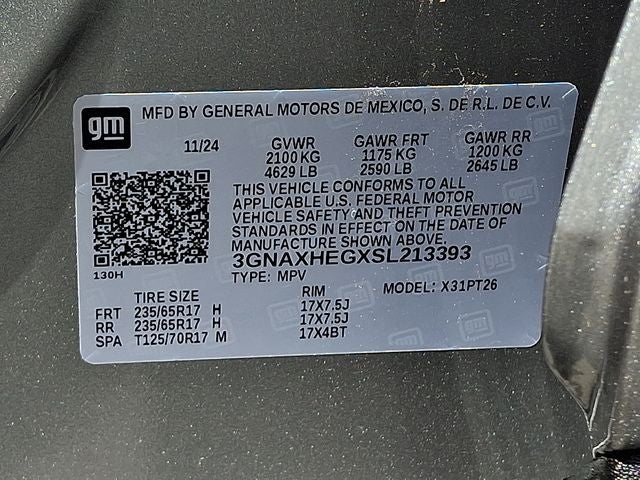 gm
MFD BY GENERAL MOTORS DE MEXICO, S. DE R.L. DE C.V.
11/24 GVWR GAWR FRT GAWR RR
2100 KG 1175 KG 1200 KG
4629 LB 2590 LB 2645 LB
THIS VEHICLE CONFORMS TO ALL
APPLICABLE U.S. FEDERAL MOTOR
VEHICLE SAFETY AND THEFT PREVENTION
STANDARDS IN EFFECT ON THE DATE OF
MANUFACTURE SHOWN ABOVE.
3GNAXHEGXSL213393
130H
TYPE: MPV MODEL: X31PT26
TIRE SIZE RIM
FRT 235/65R17 H 17X7.5J
RR 235/65R17 H 17X7.5J
SPA T125/70R17 M 17X4BT